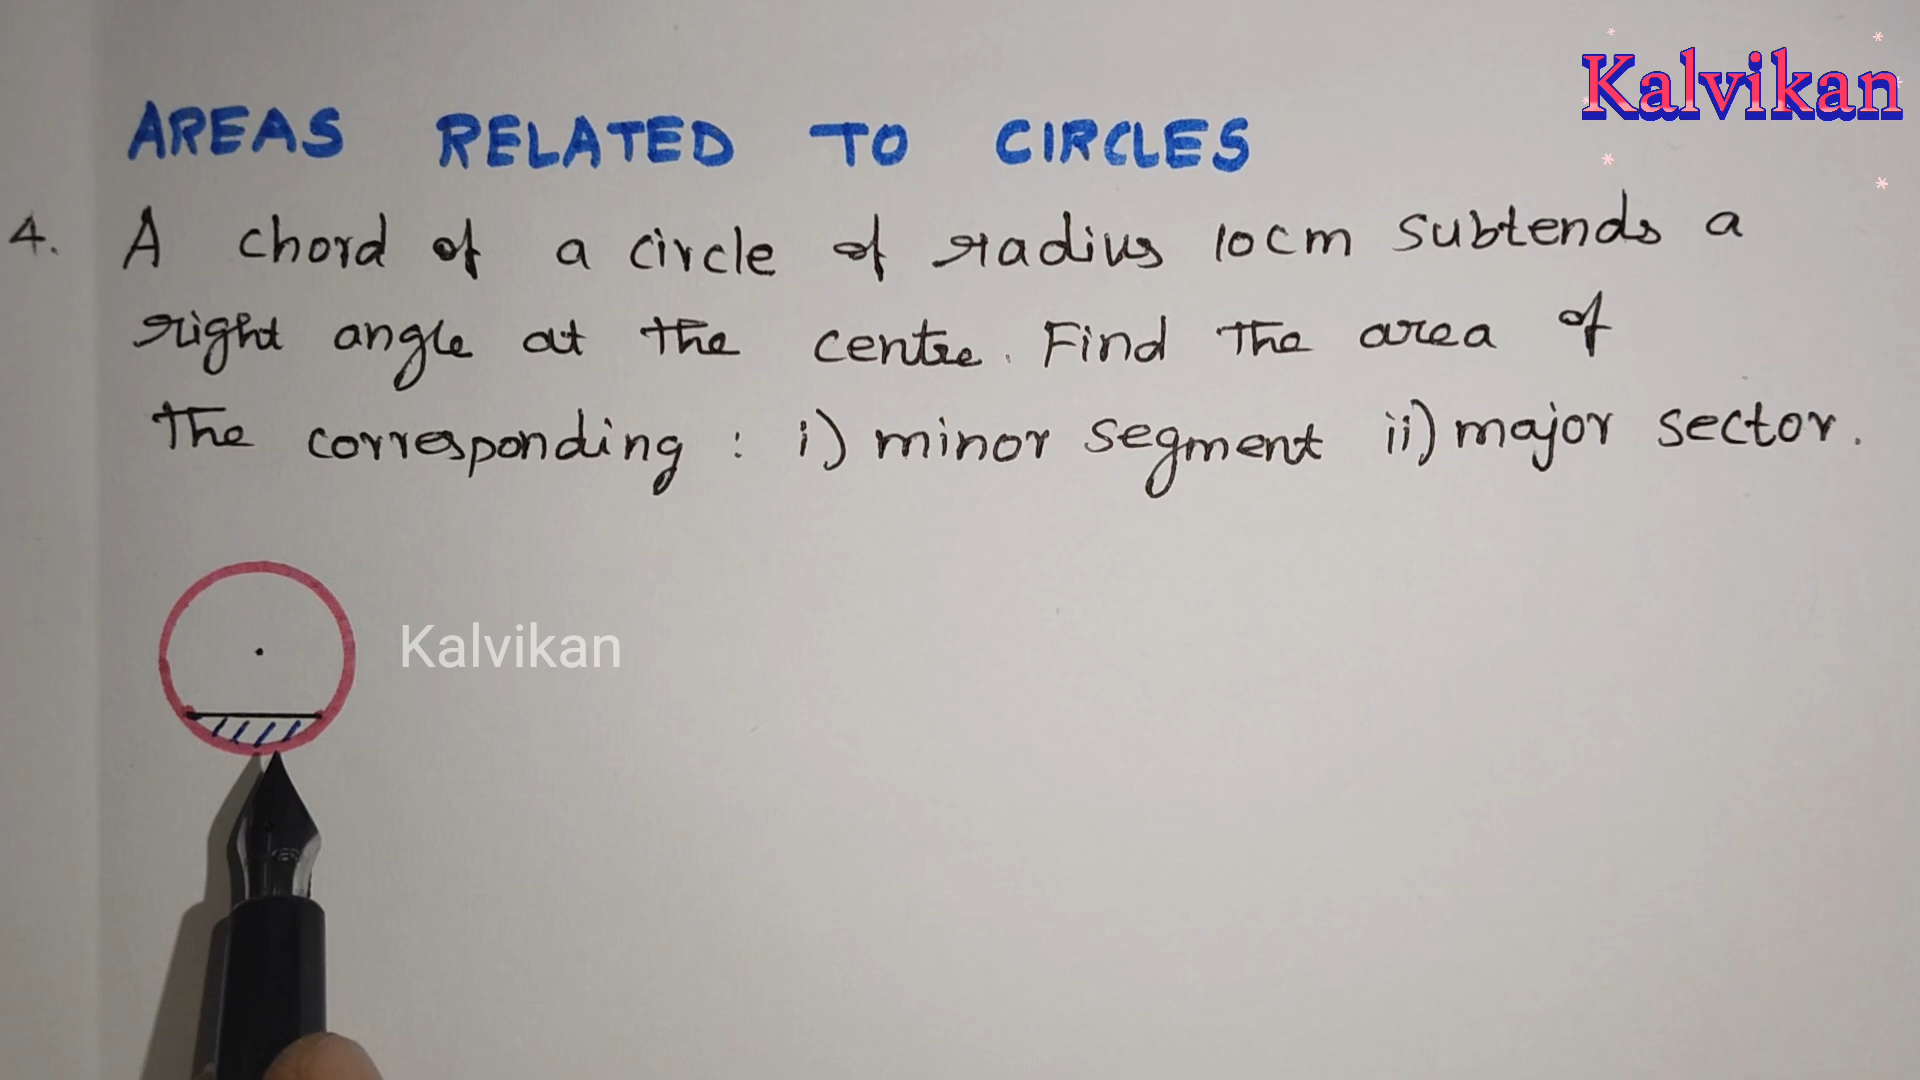 Kalvikan
AREAS RELATED TO CIRCLES
4. A chord of a circle of radius 10cm subtends a
right angle at the centre. Find the area of
the corresponding : i) minor segment ii) major sector.
Kalvikan